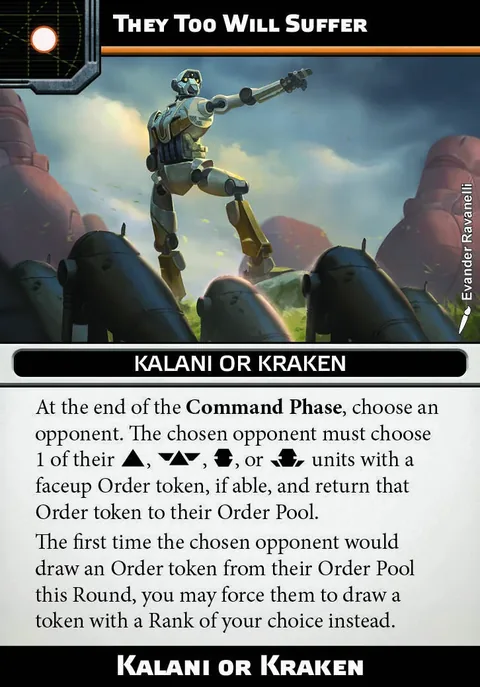 They Too Will Suffer
Evander Ravanelli
KALANI OR KRAKEN
At the end of the Command Phase, choose an
opponent. The chosen opponent must choose
1 of their , , , or units with a
faceup Order token, if able, and return that
Order token to their Order Pool.
The first time the chosen opponent would
draw an Order token from their Order Pool
this Round, you may force them to draw a
token with a Rank of your choice instead.
Kalani or Kraken